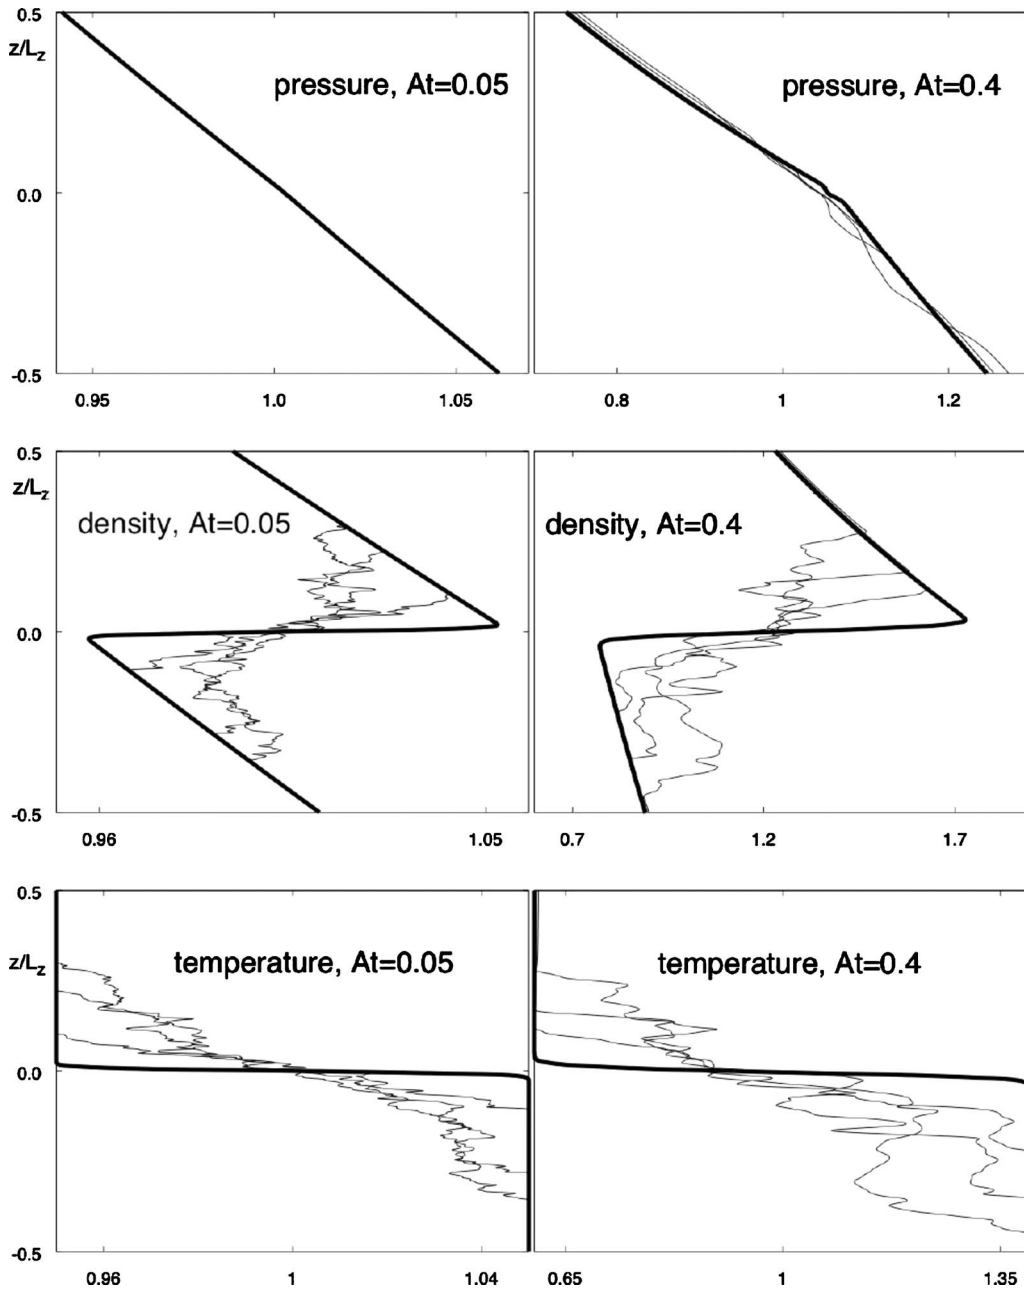 0.5
z/Lz
pressure, At=0.05
pressure, At=0.4
0.0
-0.5
0.95 1.0 1.05 0.8 1 1.2
0.5
z/Lz
density, At=0.05
density, At=0.4
0.0
-0.5
0.96 1.05 0.7 1.2 1.7
0.5
z/Lz
temperature, At=0.05
temperature, At=0.4
0.0
-0.5
0.96 1 1.04 0.65 1 1.35